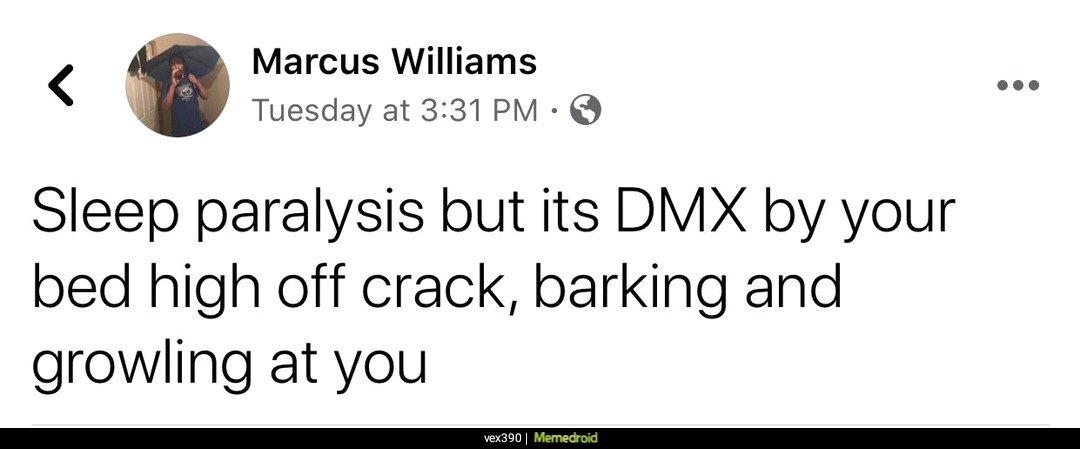 Marcus Williams
Tuesday at 3:31 PM ·
Sleep paralysis but its DMX by your
bed high off crack, barking and
growling at you
vex390 | Memedroid